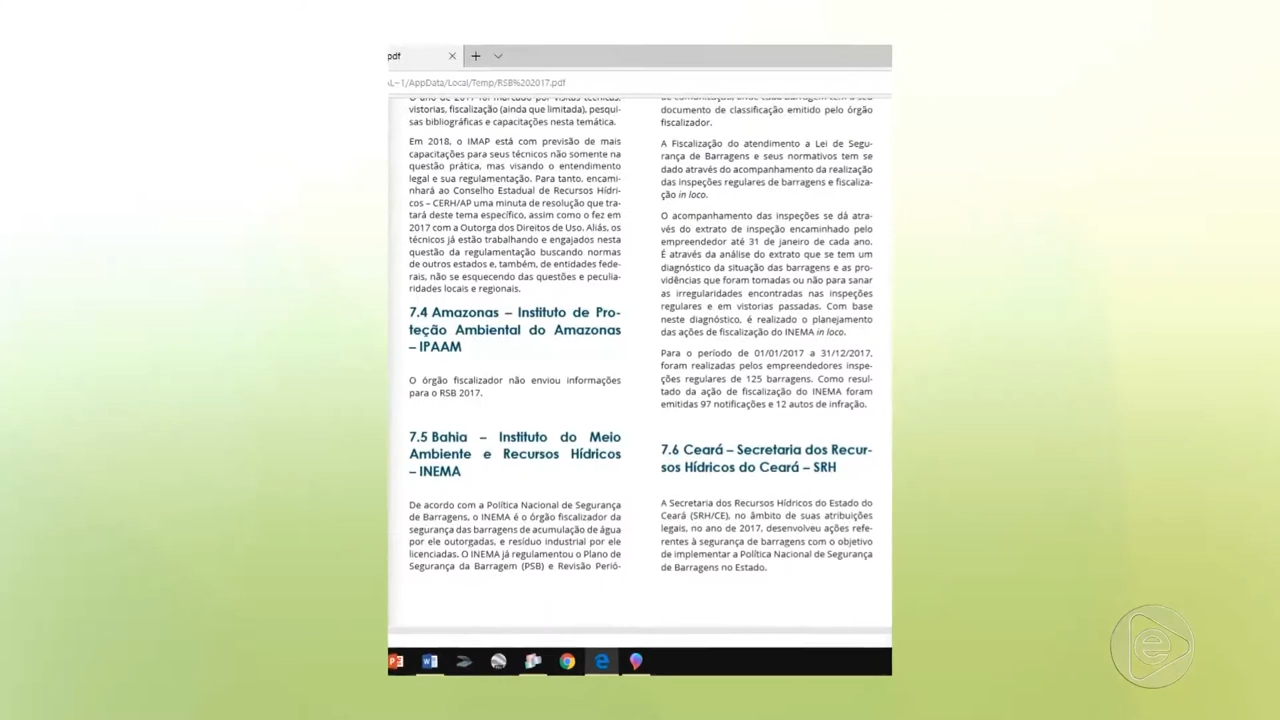 pdf
AL~1/AppData/Local/Temp/RSB%202017.pdf
O ano de 2017 foi marcado por visitas técnicas,
vistorias, fiscalização (ainda que limitada), pesqui-
sas bibliográficas e capacitações nesta temática.
Em 2018, o IMAP está com previsão de mais
capacitações para seus técnicos não somente na
questão prática, mas visando o entendimento
legal e sua regulamentação. Para tanto, encami-
nhará ao Conselho Estadual de Recursos Hídri-
cos – CERH/AP uma minuta de resolução que tra-
tará deste tema específico, assim como o fez em
2017 com a Outorga dos Direitos de Uso. Aliás, os
técnicos já estão trabalhando e engajados nesta
questão da regulamentação buscando normas
de outros estados e, também, de entidades fede-
rais, não se esquecendo das questões e peculia-
ridades locais e regionais.
7.4 Amazonas – Instituto de Pro-
teção Ambiental do Amazonas
– IPAAM
O órgão fiscalizador não enviou informações
para o RSB 2017.
7.5 Bahia – Instituto do Meio
Ambiente e Recursos Hídricos
– INEMA
De acordo com a Política Nacional de Segurança
de Barragens, o INEMA é o órgão fiscalizador da
segurança das barragens de acumulação de água
por ele outorgadas, e resíduo industrial por ele
licenciadas. O INEMA já regulamentou o Plano de
Segurança da Barragem (PSB) e Revisão Perió-
de comunicação, onde cada barragem tem o seu
documento de classificação emitido pelo órgão
fiscalizador.
A Fiscalização do atendimento a Lei de Segu-
rança de Barragens e seus normativos tem se
dado através do acompanhamento da realização
das inspeções regulares de barragens e fiscaliza-
ção in loco.
O acompanhamento das inspeções se dá atra-
vés do extrato de inspeção encaminhado pelo
empreendedor até 31 de janeiro de cada ano.
É através da análise do extrato que se tem um
diagnóstico da situação das barragens e as pro-
vidências que foram tomadas ou não para sanar
as irregularidades encontradas nas inspeções
regulares e em vistorias passadas. Com base
neste diagnóstico, é realizado o planejamento
das ações de fiscalização do INEMA in loco.
Para o período de 01/01/2017 a 31/12/2017,
foram realizadas pelos empreendedores inspe-
ções regulares de 125 barragens. Como resul-
tado da ação de fiscalização do INEMA foram
emitidas 97 notificações e 12 autos de infração.
7.6 Ceará – Secretaria dos Recur-
sos Hídricos do Ceará – SRH
A Secretaria dos Recursos Hídricos do Estado do
Ceará (SRH/CE), no âmbito de suas atribuições
legais, no ano de 2017, desenvolveu ações refe-
rentes à segurança de barragens com o objetivo
de implementar a Política Nacional de Segurança
de Barragens no Estado.
e